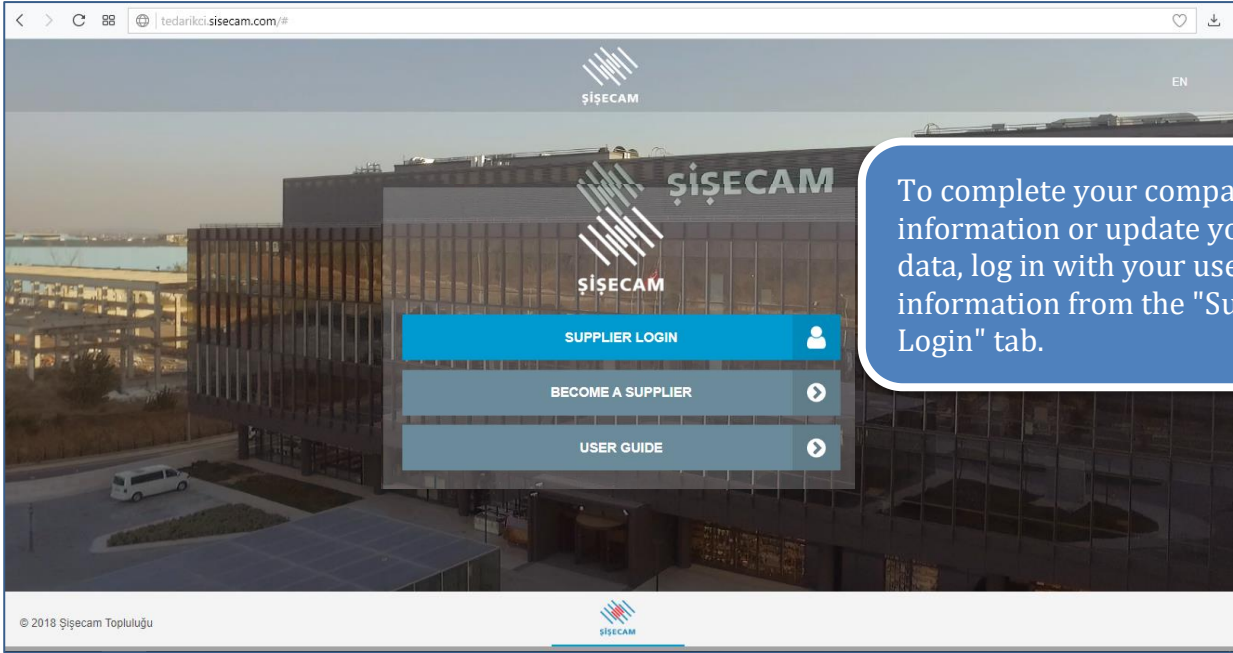 tedarikci.sisecam.com/#
ŞİŞECAM
EN
ŞİŞECAM
ŞİŞECAM
SUPPLIER LOGIN
BECOME A SUPPLIER
USER GUIDE
To complete your compa
information or update yo
data, log in with your use
information from the "Su
Login" tab.
© 2018 Şişecam Topluluğu
ŞİŞECAM